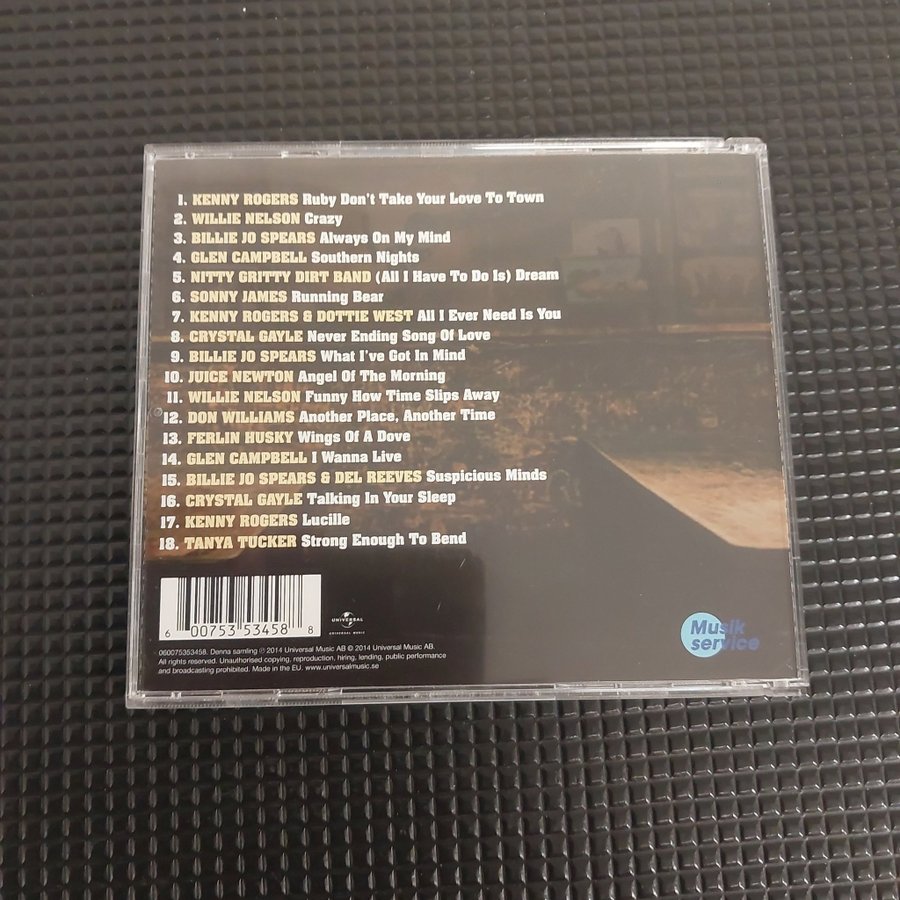 1. KENNY ROGERS Ruby Don't Take Your Love To Town
2. WILLIE NELSON Crazy
3. BILLIE JO SPEARS Always On My Mind
4. GLEN CAMPBELL Southern Nights
5. NITTY GRITTY DIRT BAND (All I Have To Do Is) Dream
6. SONNY JAMES Running Bear
7. KENNY ROGERS & DOTTIE WEST All I Ever Need Is You
8. CRYSTAL GAYLE Never Ending Song Of Love
9. BILLIE JO SPEARS What I've Got In Mind
10. JUICE NEWTON Angel Of The Morning
11. WILLIE NELSON Funny How Time Slips Away
12. DON WILLIAMS Another Place, Another Time
13. FERLIN HUSKY Wings Of A Dove
14. GLEN CAMPBELL I Wanna Live
15. BILLIE JO SPEARS & DEL REEVES Suspicious Minds
16. CRYSTAL GAYLE Talking In Your Sleep
17. KENNY ROGERS Lucille
18. TANYA TUCKER Strong Enough To Bend
6 00753 53458 8
UNIVERSAL
UNIVERSAL MUSIC
Musik
service
060075353458. Denna samling ℗ 2014 Universal Music AB © 2014 Universal Music AB.
All rights reserved. Unauthorised copying, reproduction, hiring, lending, public performance
and broadcasting prohibited. Made in the EU. www.universalmusic.se